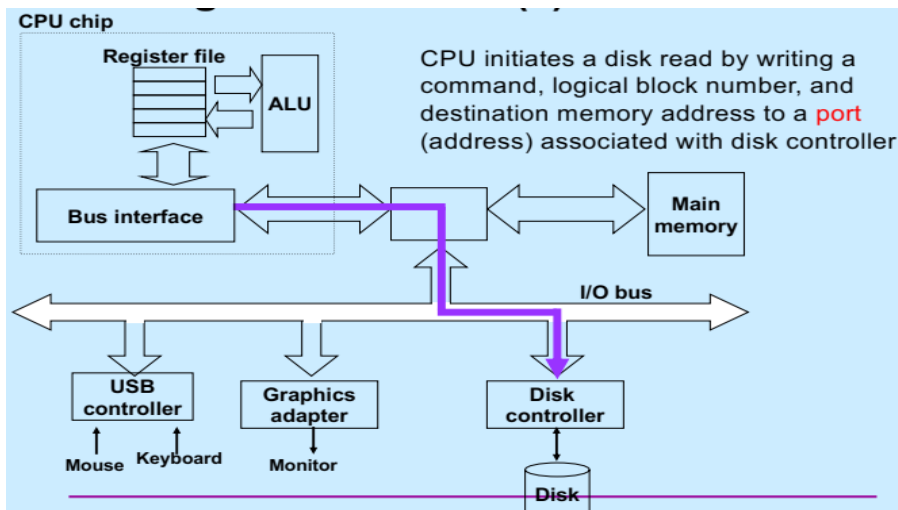 CPU chip
Register file
ALU
CPU initiates a disk read by writing a
command, logical block number, and
destination memory address to a port
(address) associated with disk controller
Bus interface
Main
memory
I/O bus
USB
controller
Graphics
adapter
Disk
controller
Mouse
Keyboard
Monitor
Disk